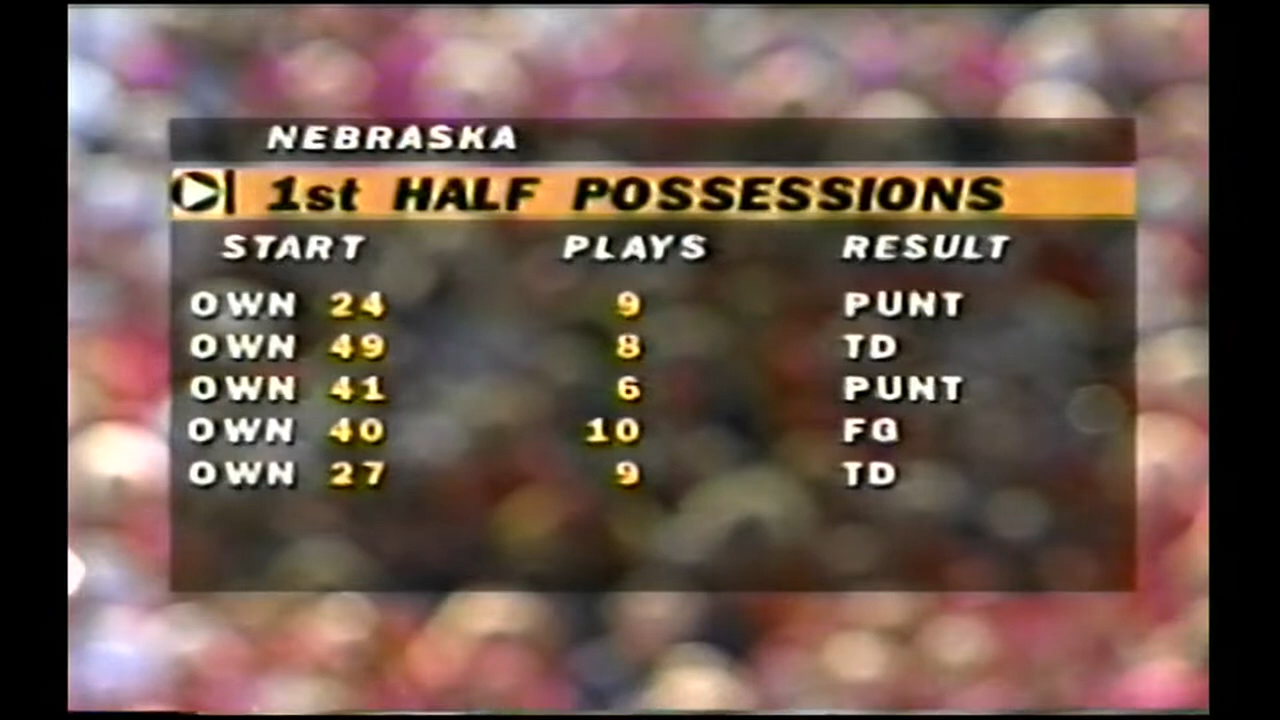 NEBRASKA
1st HALF POSSESSIONS
START PLAYS RESULT
OWN 24 9 PUNT
OWN 49 8 TD
OWN 41 6 PUNT
OWN 40 10 FG
OWN 27 9 TD